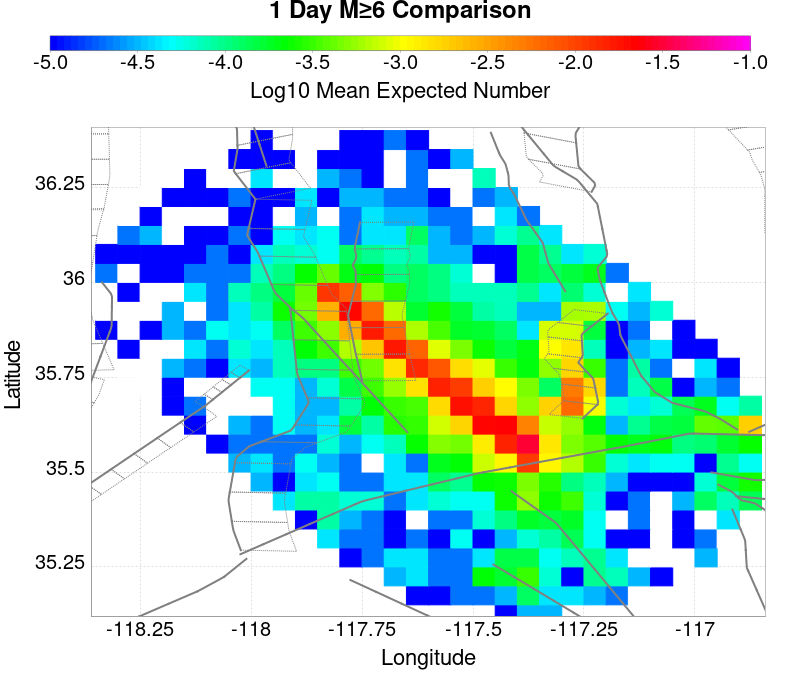 1 Day M≥6 Comparison
-5.0 -4.5 -4.0 -3.5 -3.0 -2.5 -2.0 -1.5 -1.0
Log10 Mean Expected Number
36.25
36
35.75
35.5
35.25
Latitude
-118.25 -118 -117.75 -117.5 -117.25 -117
Longitude